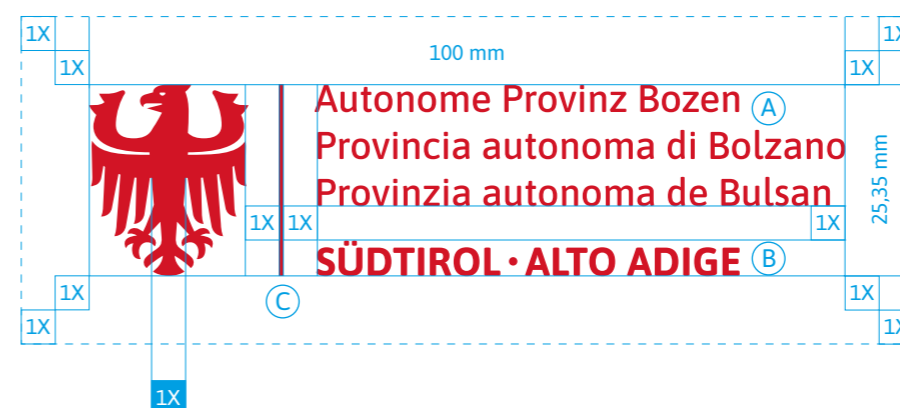 1X 1X
1X 100 mm 1X
Autonome Provinz Bozen A
Provincia autonoma di Bolzano
Provinzia autonoma de Bulsan
25,35 mm
1X 1X 1X
SÜDTIROL · ALTO ADIGE B
1X C 1X
1X 1X
1X